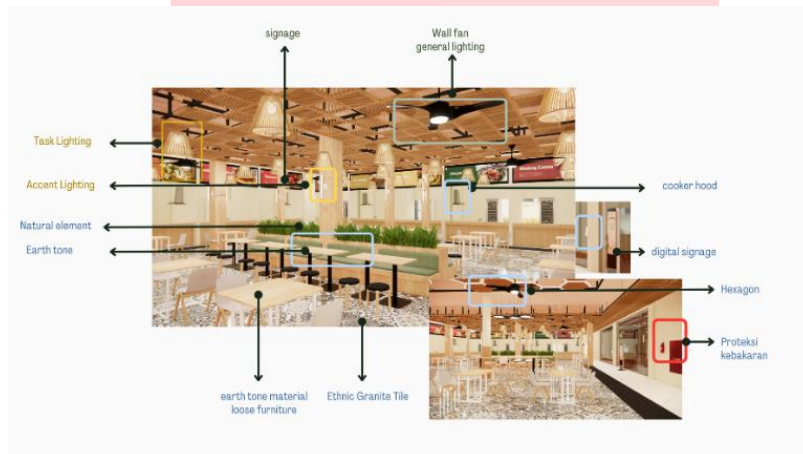 signage
Wall fan
general lighting
Task Lighting
Accent Lighting
Natural element
Earth tone
cooker hood
digital signage
Hexagon
Proteksi
kebakaran
earth tone material
loose furniture
Ethnic Granite Tile